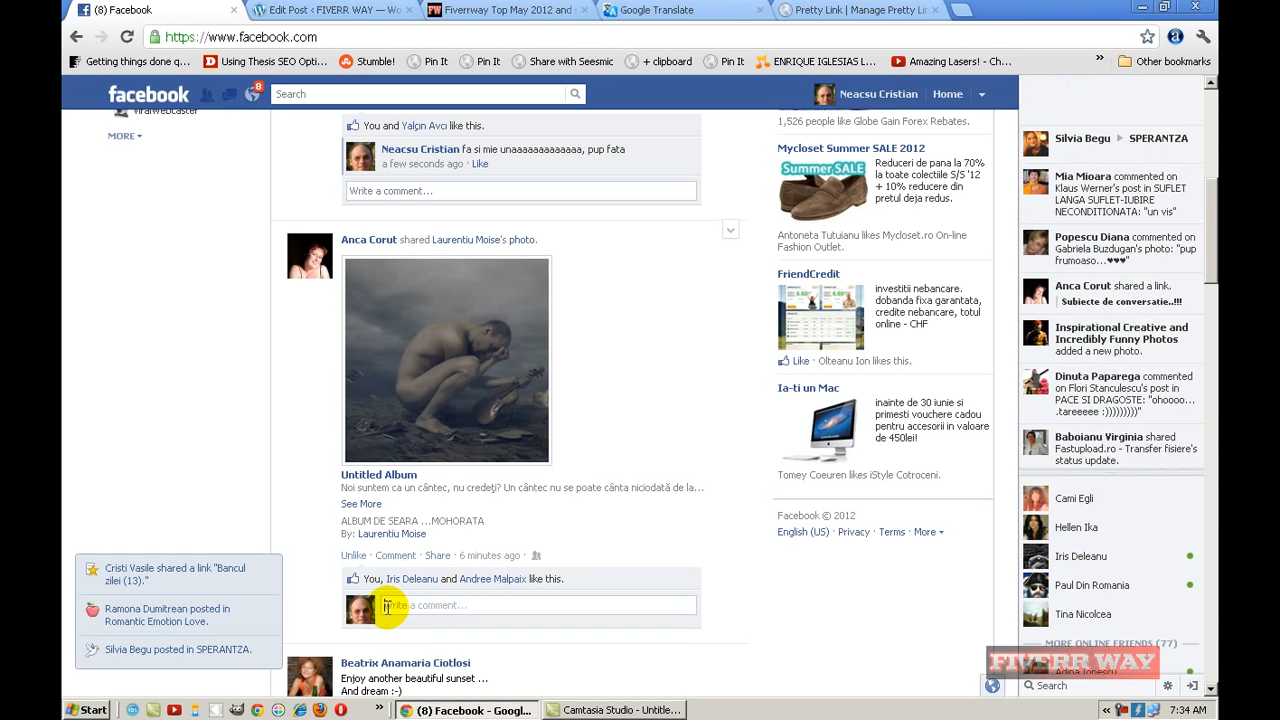 (8) Facebook
Edit Post ‹ FIVERR WAY — Wo
Fiverrway Top May 2012 and
Google Translate
Pretty Link | Manage Pretty Li
https://www.facebook.com
Getting things done q...
Using Thesis SEO Opti...
Stumble!
Pin It
Pin It
Share with Seesmic
+ clipboard
Pin It
ENRIQUE IGLESIAS L...
Amazing Lasers! - Ch...
Other bookmarks
facebook
8
Search
Neacsu Cristian
Home
ViralWebcaster
MORE
You and Yalçın Avcı like this.
Neacsu Cristian fa si mie unaaaaaaaaaaaaa, pup fata
a few seconds ago · Like
Write a comment...
Anca Corut shared Laurentiu Moise's photo.
Untitled Album
Noi suntem ca un cântec, nu credeţi? Un cântec nu se poate cânta niciodată de la...
See More
ALBUM DE SEARA ...MOHORATA
By: Laurentiu Moise
Unlike · Comment · Share · 6 minutes ago ·
You, Iris Deleanu and Andree Malpaix like this.
Write a comment...
Beatrix Anamaria Ciotlosi
Enjoy another beautiful sunset ...
And dream :-)
Cristi Vasile shared a link "Bancul
zilei (13)."
Ramona Dumitrean posted in
Romantic Emotion Love.
Silvia Begu posted in SPERANTZA.
1,526 people like Globe Gain Forex Rebates.
Mycloset Summer SALE 2012
Summer SALE
Reduceri de pana la 70%
la toate colectiile S/S '12
+ 10% reducere din
pretul deja redus.
Antoneta Tutuianu likes Mycloset.ro On-line
Fashion Outlet.
FriendCredit
investitii nebancare.
dobanda fixa garantata,
credite nebancare, totul
online - CHF
Like · Olteanu Ion likes this.
Ia-ti un Mac
inainte de 30 iunie si
primesti vouchere cadou
pentru accesorii in valoare
de 450lei!
Tomey Coeuren likes iStyle Cotroceni.
Facebook © 2012
English (US) · Privacy · Terms · More
Silvia Begu SPERANTZA
Mia Mioara commented on
Klaus Werner's post in SUFLET
LANGA SUFLET-IUBIRE
NECONDITIONATA: "un vis"
Popescu Diana commented on
Gabriela Buzdugan's photo: "pup
frumoaso...♥♥♥"
Anca Corut shared a link.
Subiecte de conversatie..!!!
Inspirational Creative and
Incredibly Funny Photos
added a new photo.
Dinuta Paparega commented
on Flori Stanculescu's post in
PACE SI DRAGOSTE: "ohoooo...
.tareeeee :)))))))))"
Baboianu Virginia shared
Fastupload.ro - Transfer fisiere's
status update.
Cami Egli
Hellen Ika
Iris Deleanu
Paul Din Romania
Tina Nicolcea
MORE ONLINE FRIENDS (77)
Adina Ionescu
FIVERR WAY
Search
Start
(8) Facebook - Googl...
Camtasia Studio - Untitle...
7:34 AM